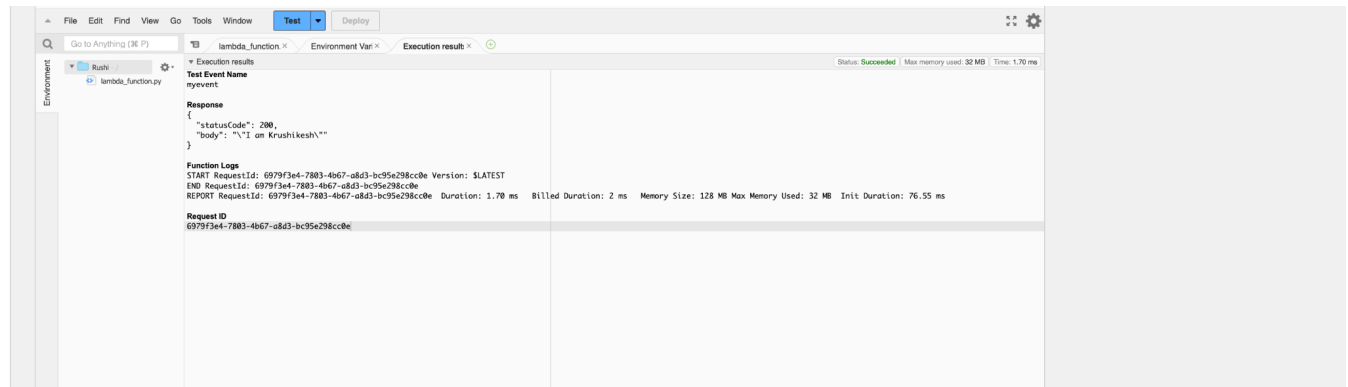 File Edit Find View Go Tools Window Test Deploy
Go to Anything (⌘ P)
lambda_function. Environment Vari Execution results
Environment
Rushi - /
lambda_function.py
Execution results
Status: Succeeded Max memory used: 32 MB Time: 1.70 ms
Test Event Name
myevent
Response
{
"statusCode": 200,
"body": "\"I am Krushikesh\""
}
Function Logs
START RequestId: 6979f3e4-7803-4b67-a8d3-bc95e298cc0e Version: $LATEST
END RequestId: 6979f3e4-7803-4b67-a8d3-bc95e298cc0e
REPORT RequestId: 6979f3e4-7803-4b67-a8d3-bc95e298cc0e Duration: 1.70 ms Billed Duration: 2 ms Memory Size: 128 MB Max Memory Used: 32 MB Init Duration: 76.55 ms
Request ID
6979f3e4-7803-4b67-a8d3-bc95e298cc0e